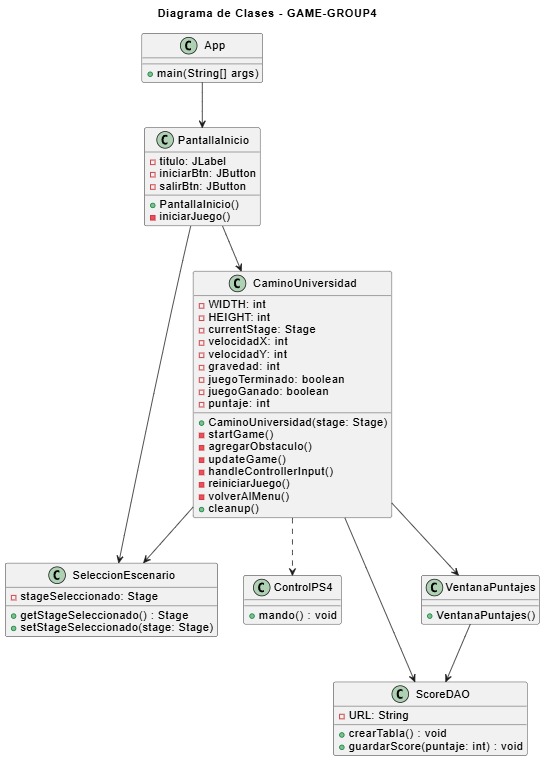 Diagrama de Clases - GAME-GROUP4
C App
main(String[] args)
C PantallaInicio
titulo: JLabel
iniciarBtn: JButton
salirBtn: JButton
PantallaInicio()
iniciarJuego()
C CaminoUniversidad
WIDTH: int
HEIGHT: int
currentStage: Stage
velocidadX: int
velocidadY: int
gravedad: int
juegoTerminado: boolean
juegoGanado: boolean
puntaje: int
CaminoUniversidad(stage: Stage)
startGame()
agregarObstaculo()
updateGame()
handleControllerInput()
reiniciarJuego()
volverAlMenu()
cleanup()
C SeleccionEscenario
stageSeleccionado: Stage
getStageSeleccionado() : Stage
setStageSeleccionado(stage: Stage)
C ControlPS4
mando() : void
C VentanaPuntajes
VentanaPuntajes()
C ScoreDAO
URL: String
crearTabla() : void
guardarScore(puntaje: int) : void